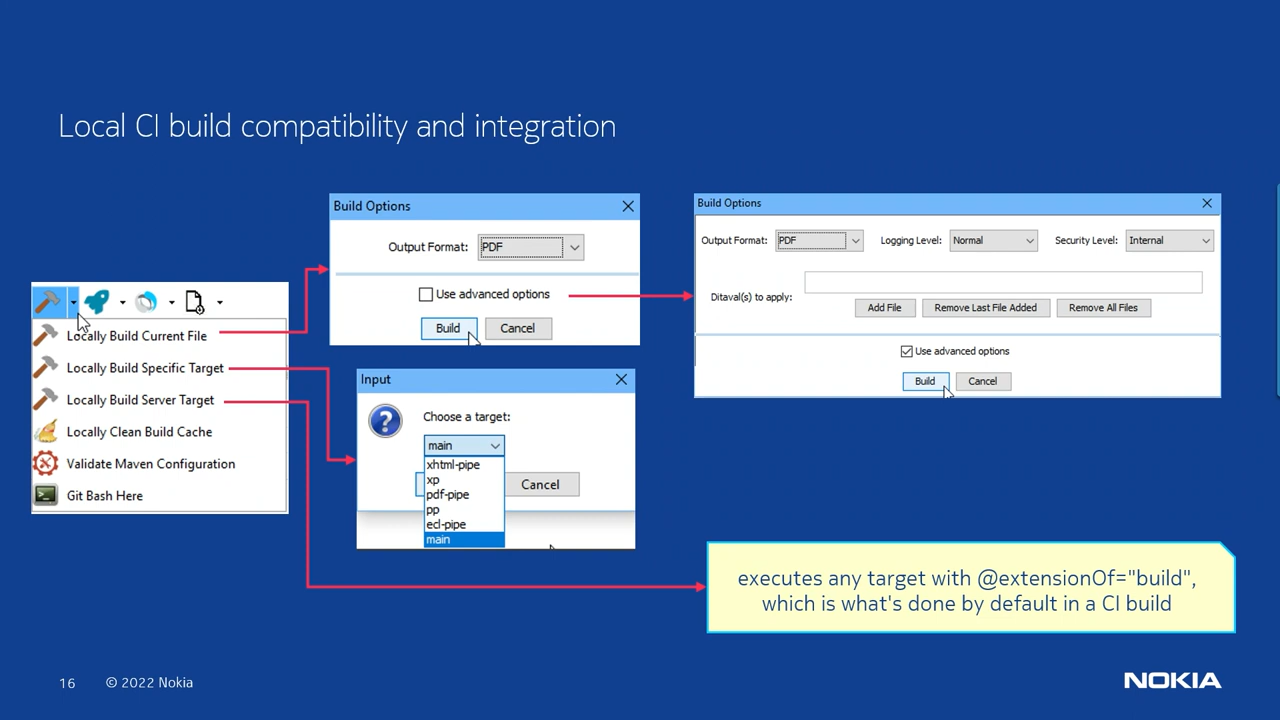 Local CI build compatibility and integration
Locally Build Current File
Locally Build Specific Target
Locally Build Server Target
Locally Clean Build Cache
Validate Maven Configuration
Git Bash Here
Build Options
Output Format: PDF
Use advanced options
Build Cancel
Input
Choose a target:
main
xhtml-pipe
xp
pdf-pipe
pp
ecl-pipe
main
Cancel
Build Options
Output Format: PDF Logging Level: Normal Security Level: Internal
Ditaval(s) to apply:
Add File Remove Last File Added Remove All Files
Use advanced options
Build Cancel
executes any target with @extensionOf="build",
which is what's done by default in a CI build
16 © 2022 Nokia
NOKIA